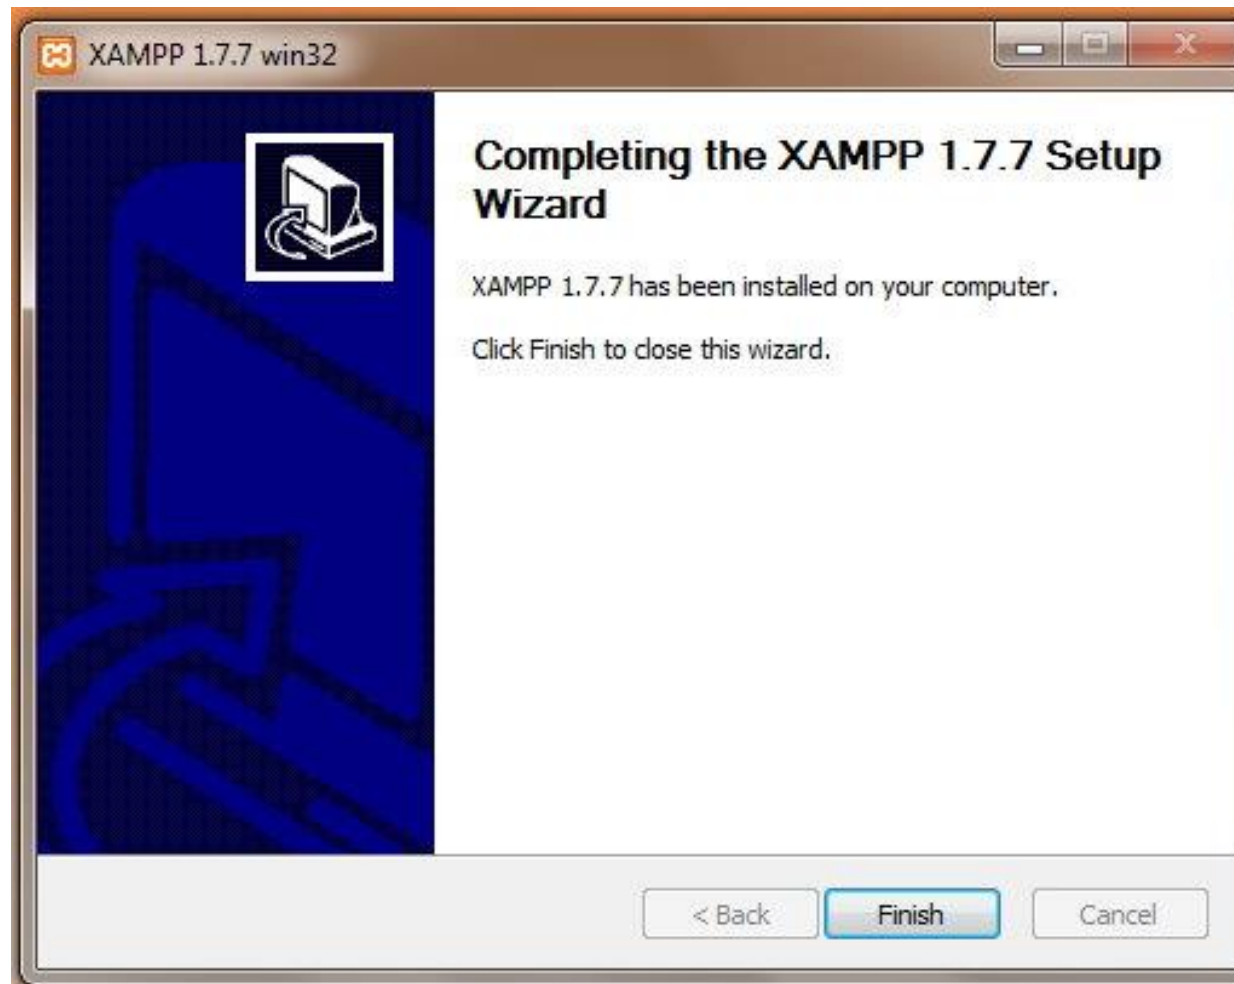 XAMPP 1.7.7 win32
Completing the XAMPP 1.7.7 Setup
Wizard
XAMPP 1.7.7 has been installed on your computer.
Click Finish to close this wizard.
< Back
Finish
Cancel